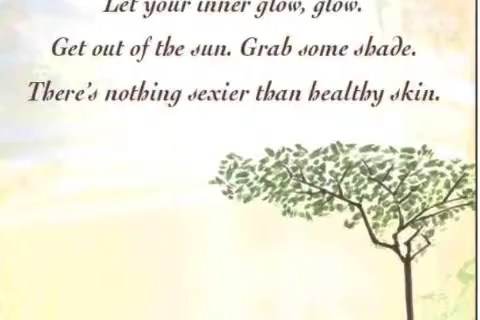 Let your inner glow, glow.
Get out of the sun. Grab some shade.
There's nothing sexier than healthy skin.